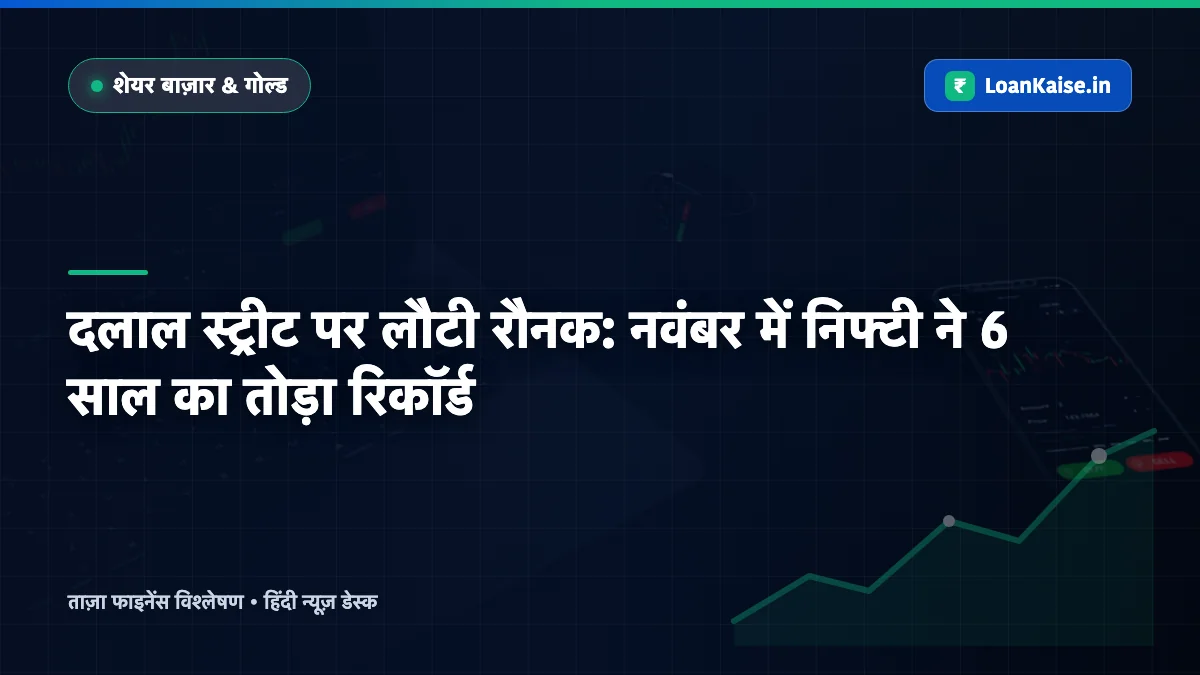 शेयर बाज़ार & गोल्ड
₹ LoanKaise.in
दलाल स्ट्रीट पर लौटी रौनक: नवंबर में निफ्टी ने 6
साल का तोड़ा रिकॉर्ड
ताज़ा फाइनेंस विश्लेषण • हिंदी न्यूज़ डेस्क